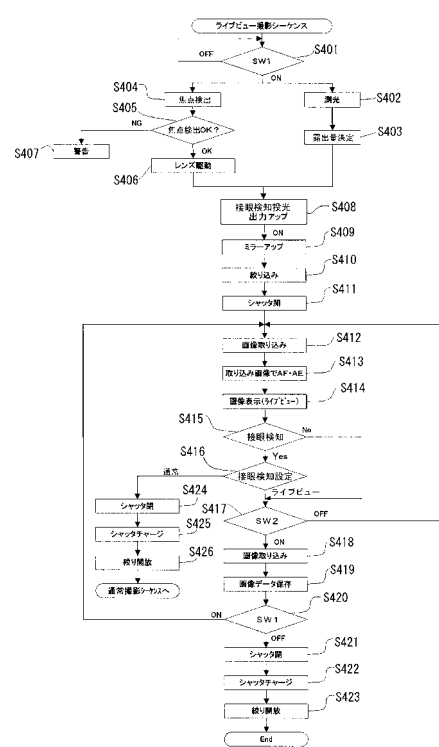 ライブビュー撮影シーケンス
S401
OFF
SW1
ON
S404
焦点検出
測光
S402
S405
NG
焦点検出OK?
露出量決定
S403
S407
警告
OK
S406
レンズ駆動
接眼検知投光
出力アップ
S408
ON
ミラーアップ
S409
絞り込み
S410
シャッタ開
S411
画像取り込み
S412
取り込み画像でAF・AE
S413
画像表示(ライブビュー)
S414
S415
接眼検知
No
Yes
S416
通常
接眼検知設定
ライブビュー
シャッタ閉
S424
S417
SW2
OFF
シャッタチャージ
S425
ON
絞り開放
S426
画像取り込み
S418
通常撮影シーケンスへ
画像データ保存
S419
ON
SW1
S420
OFF
シャッタ閉
S421
シャッタチャージ
S422
絞り開放
S423
End